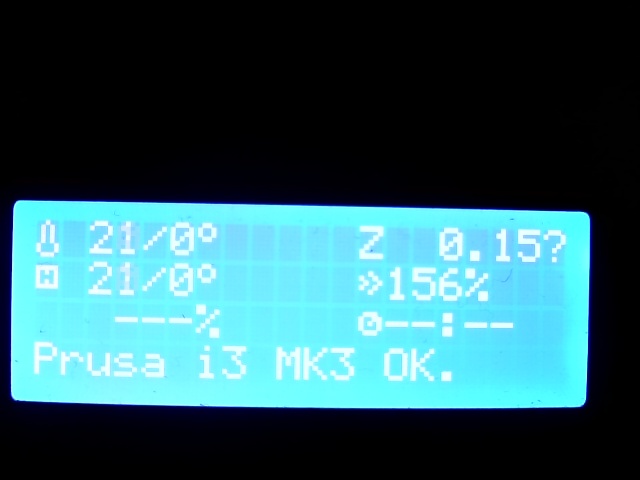 21/0° Z 0.15?
21/0° »156%
---% --:--
Prusa i3 MK3 OK.